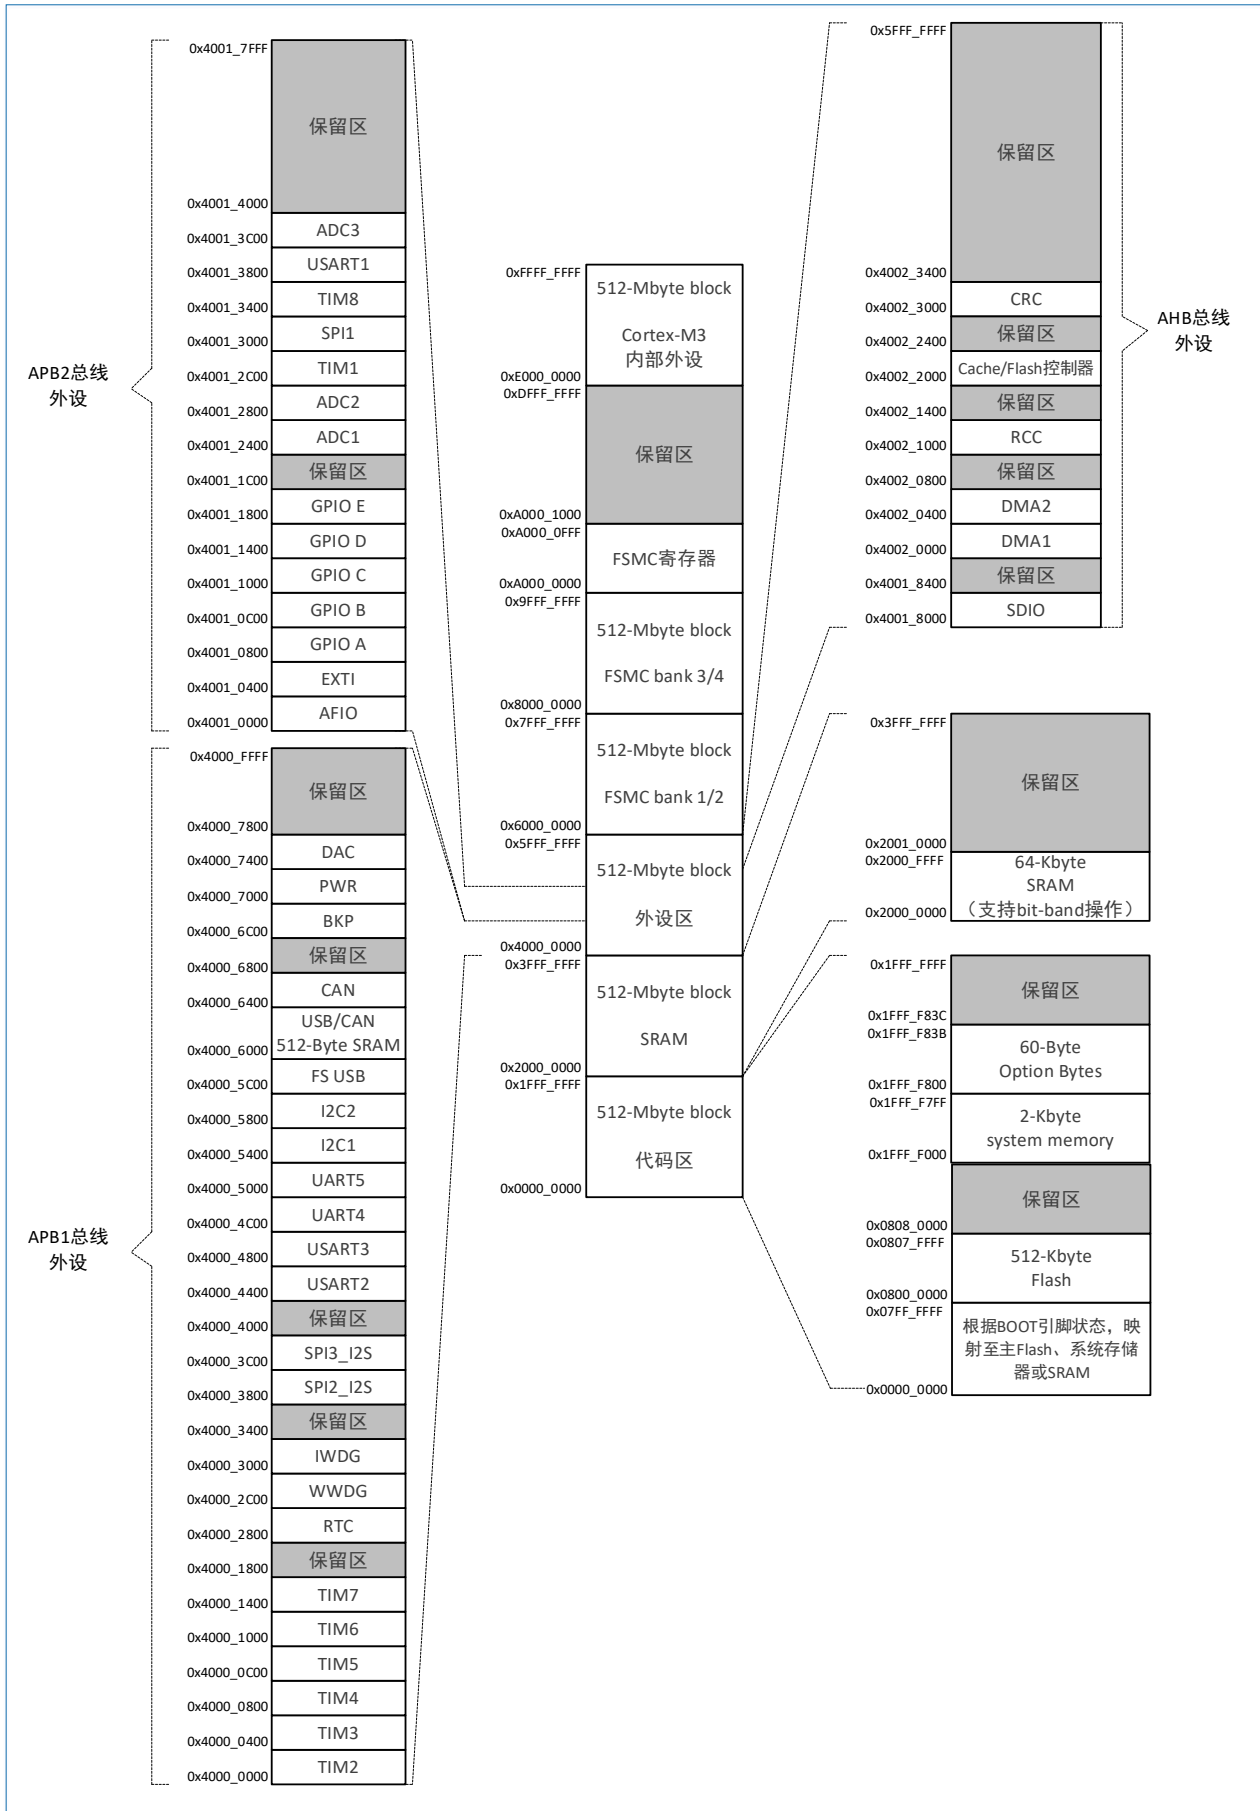 0x4001_7FFF
保留区
0x4001_4000
ADC3
0x4001_3C00
USART1
0x4001_3800
TIM8
0x4001_3400
SPI1
0x4001_3000
TIM1
0x4001_2C00
ADC2
0x4001_2800
ADC1
0x4001_2400
保留区
0x4001_1C00
GPIO E
0x4001_1800
GPIO D
0x4001_1400
GPIO C
0x4001_1000
GPIO B
0x4001_0C00
GPIO A
0x4001_0800
EXTI
0x4001_0400
AFIO
0x4001_0000
APB2总线
外设
0x4000_FFFF
保留区
0x4000_7800
DAC
0x4000_7400
PWR
0x4000_7000
BKP
0x4000_6C00
保留区
0x4000_6800
CAN
0x4000_6400
USB/CAN
512-Byte SRAM
0x4000_6000
FS USB
0x4000_5C00
I2C2
0x4000_5800
I2C1
0x4000_5400
UART5
0x4000_5000
UART4
0x4000_4C00
USART3
0x4000_4800
USART2
0x4000_4400
保留区
0x4000_4000
SPI3_I2S
0x4000_3C00
SPI2_I2S
0x4000_3800
保留区
0x4000_3400
IWDG
0x4000_3000
WWDG
0x4000_2C00
RTC
0x4000_2800
保留区
0x4000_1800
TIM7
0x4000_1400
TIM6
0x4000_1000
TIM5
0x4000_0C00
TIM4
0x4000_0800
TIM3
0x4000_0400
TIM2
0x4000_0000
APB1总线
外设
0xFFFF_FFFF
512-Mbyte block
Cortex-M3
内部外设
0xE000_0000
0xDFFF_FFFF
保留区
0xA000_1000
0xA000_0FFF
FSMC寄存器
0xA000_0000
0x9FFF_FFFF
512-Mbyte block
FSMC bank 3/4
0x8000_0000
0x7FFF_FFFF
512-Mbyte block
FSMC bank 1/2
0x6000_0000
0x5FFF_FFFF
512-Mbyte block
外设区
0x4000_0000
0x3FFF_FFFF
512-Mbyte block
SRAM
0x2000_0000
0x1FFF_FFFF
512-Mbyte block
代码区
0x0000_0000
0x5FFF_FFFF
保留区
0x4002_3400
CRC
0x4002_3000
保留区
0x4002_2400
Cache/Flash控制器
0x4002_2000
保留区
0x4002_1400
RCC
0x4002_1000
保留区
0x4002_0800
DMA2
0x4002_0400
DMA1
0x4002_0000
保留区
0x4001_8400
SDIO
0x4001_8000
AHB总线
外设
0x3FFF_FFFF
保留区
0x2001_0000
0x2000_FFFF
64-Kbyte
SRAM
（支持bit-band操作）
0x2000_0000
0x1FFF_FFFF
保留区
0x1FFF_F83C
0x1FFF_F83B
60-Byte
Option Bytes
0x1FFF_F800
0x1FFF_F7FF
2-Kbyte
system memory
0x1FFF_F000
保留区
0x0808_0000
0x0807_FFFF
512-Kbyte
Flash
0x0800_0000
0x07FF_FFFF
根据BOOT引脚状态，映
射至主Flash、系统存储
器或SRAM
0x0000_0000